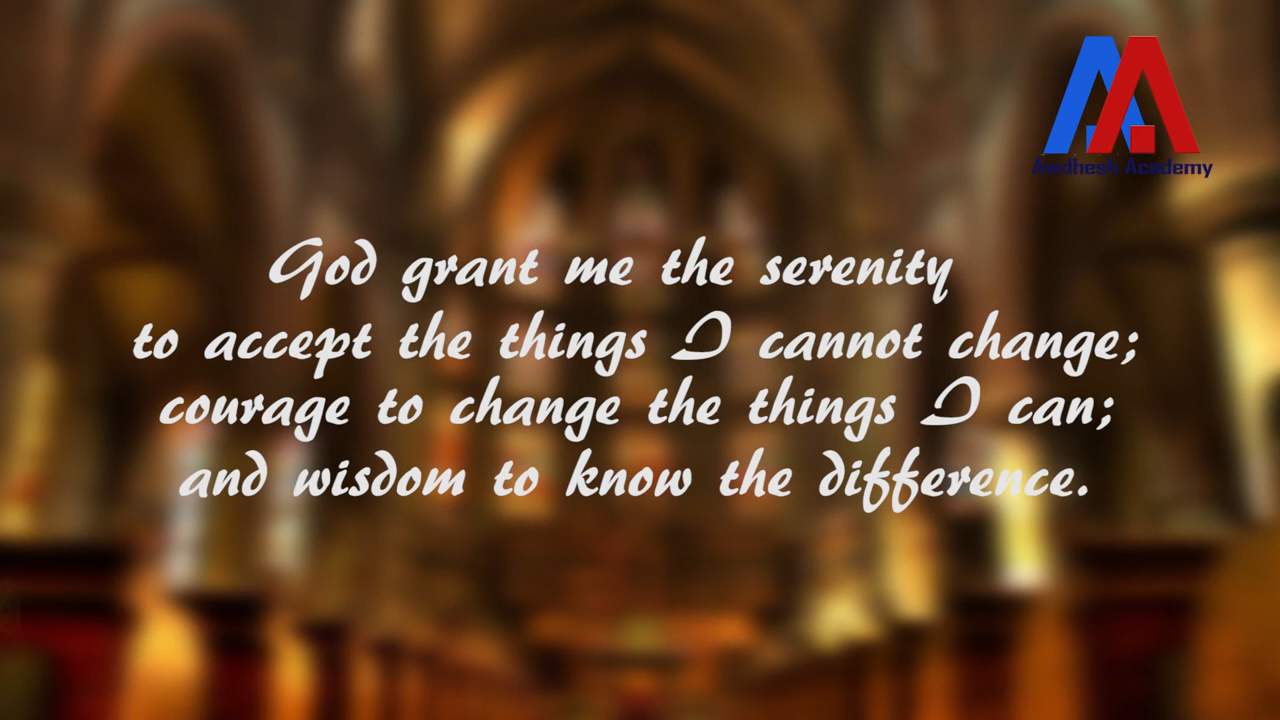 Awdhesh Academy
God grant me the serenity
to accept the things I cannot change;
courage to change the things I can;
and wisdom to know the difference.